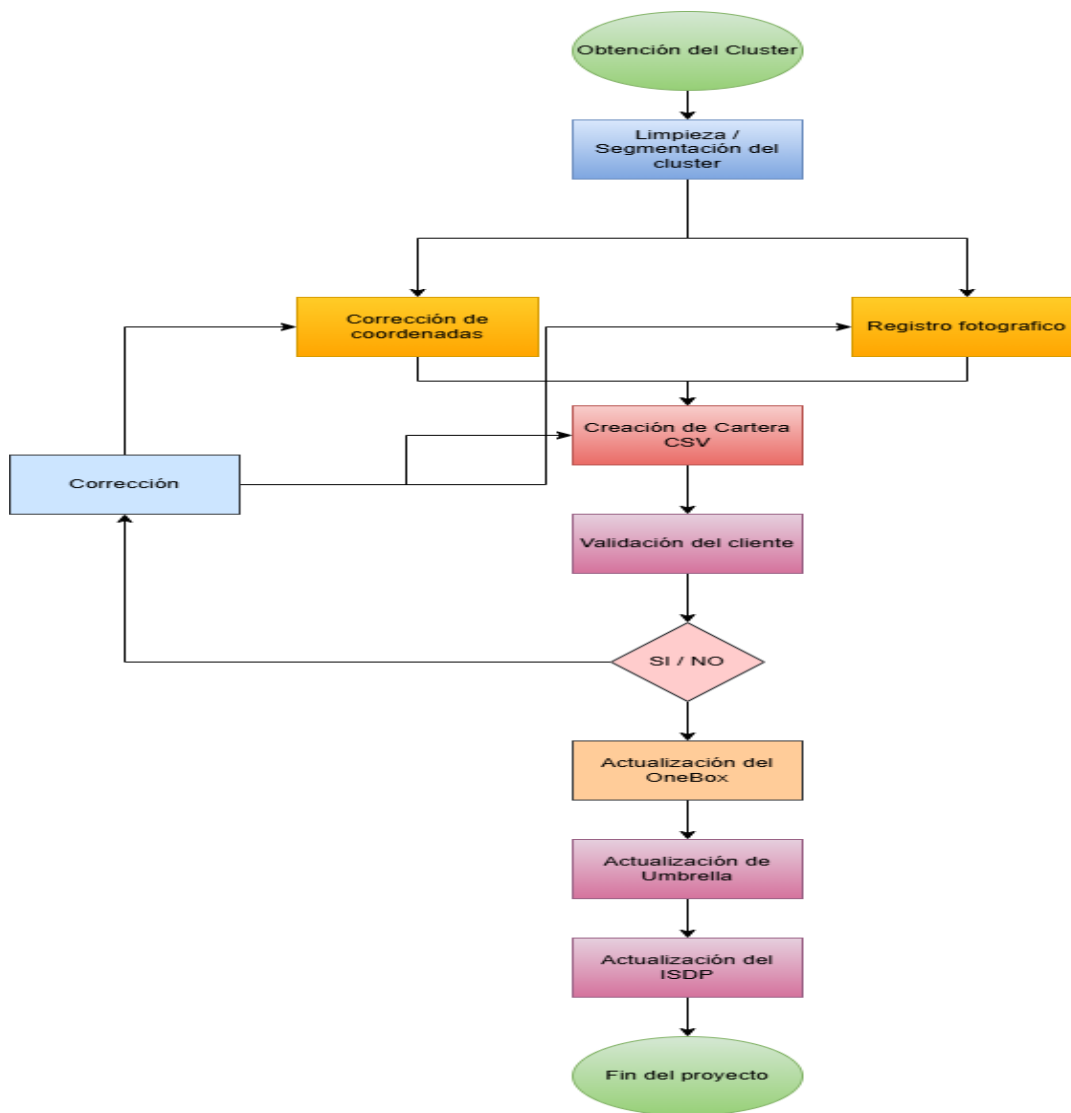 Obtención del Cluster
Limpieza /
Segmentación del
cluster
Corrección de
coordenadas
Registro fotografico
Creación de Cartera
CSV
Corrección
Validación del cliente
SI / NO
Actualización del
OneBox
Actualización de
Umbrella
Actualización del
ISDP
Fin del proyecto